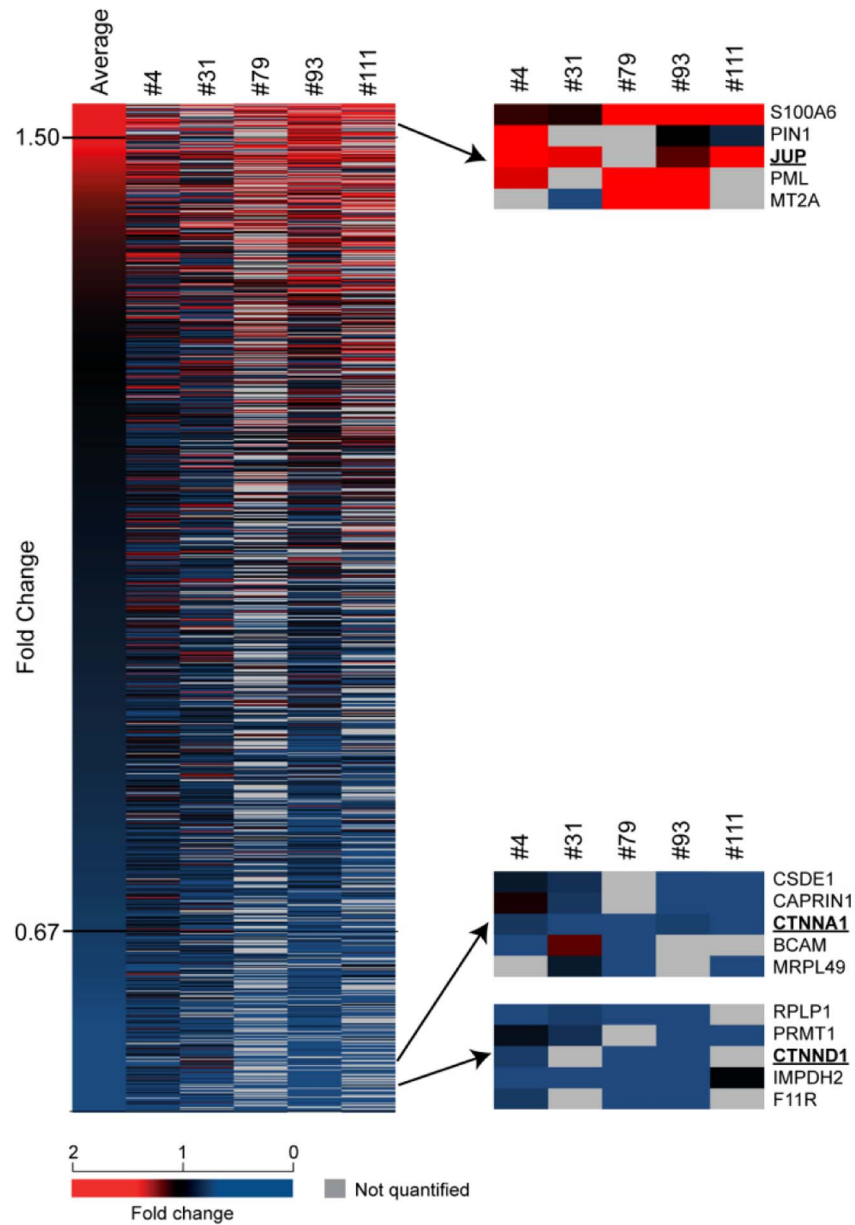 Average #4 #31 #79 #93 #111
1.50
Fold Change
0.67
#4 #31 #79 #93 #111
S100A6
PIN1
JUP
PML
MT2A
#4 #31 #79 #93 #111
CSDE1
CAPRIN1
CTNNA1
BCAM
MRPL49
RPLP1
PRMT1
CTNND1
IMPDH2
F11R
2 1 0
Fold change
Not quantified